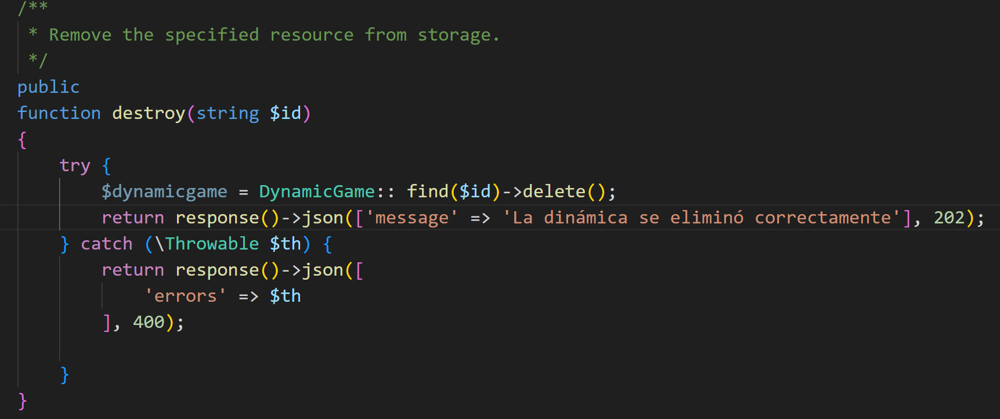 /**
 * Remove the specified resource from storage.
 */
public
function destroy(string $id)
{
    try {
        $dynamicgame = DynamicGame:: find($id)->delete();
        return response()->json(['message' => 'La dinámica se eliminó correctamente'], 202);
    } catch (\Throwable $th) {
        return response()->json([
            'errors' => $th
        ], 400);
    }
}